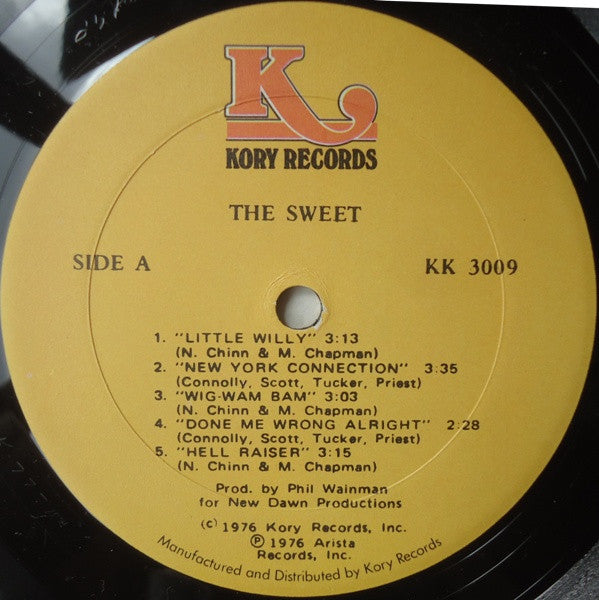 K
KORY RECORDS
THE SWEET
SIDE A
KK 3009
1. "LITTLE WILLY" 3:13
(N. Chinn & M. Chapman)
2. "NEW YORK CONNECTION" 3:35
(Connolly, Scott, Tucker, Priest)
3. "WIG-WAM BAM" 3:03
(N. Chinn & M. Chapman)
4. "DONE ME WRONG ALRIGHT" 2:28
(Connolly, Scott, Tucker, Priest)
5. "HELL RAISER" 3:15
(N. Chinn & M. Chapman)
Prod. by Phil Wainman
for New Dawn Productions
(c) 1976 Kory Records, Inc.
℗ 1976 Arista
Records, Inc.
Manufactured and Distributed by Kory Records